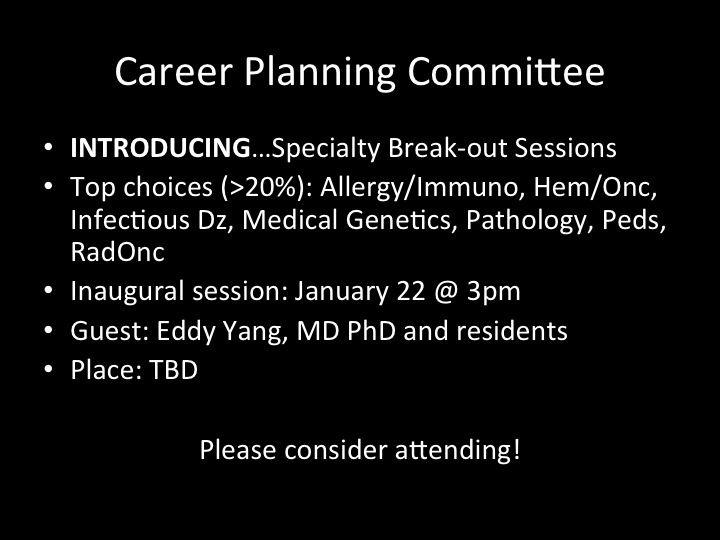 Career Planning Committee
• INTRODUCING…Specialty Break-out Sessions
• Top choices (>20%): Allergy/Immuno, Hem/Onc,
Infectious Dz, Medical Genetics, Pathology, Peds,
RadOnc
• Inaugural session: January 22 @ 3pm
• Guest: Eddy Yang, MD PhD and residents
• Place: TBD
Please consider attending!